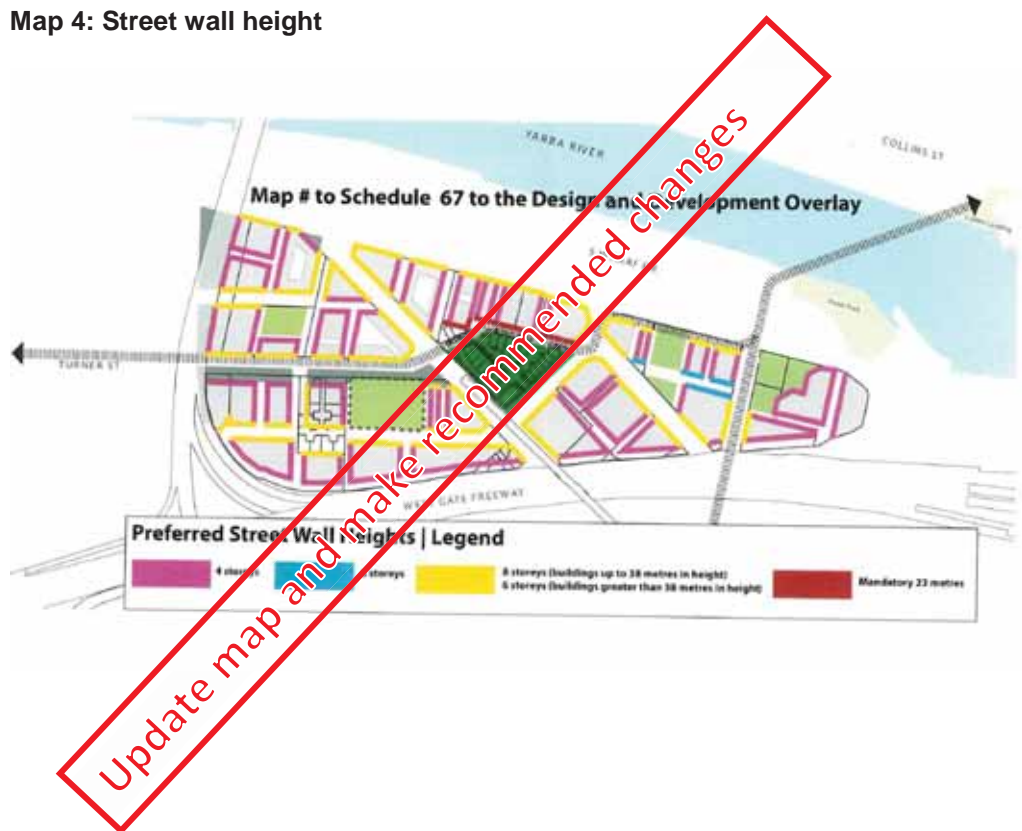 Map 4: Street wall height
YARRA RIVER
COLLINS ST
Map # to Schedule 67 to the Design and Development Overlay
TURNER ST
WEST GATE FREEWAY
Update map and make recommended changes
Preferred Street Wall Heights | Legend
4 storeys
storeys
8 storeys (buildings up to 38 metres in height)
6 storeys (buildings greater than 38 metres in height)
Mandatory 23 metres